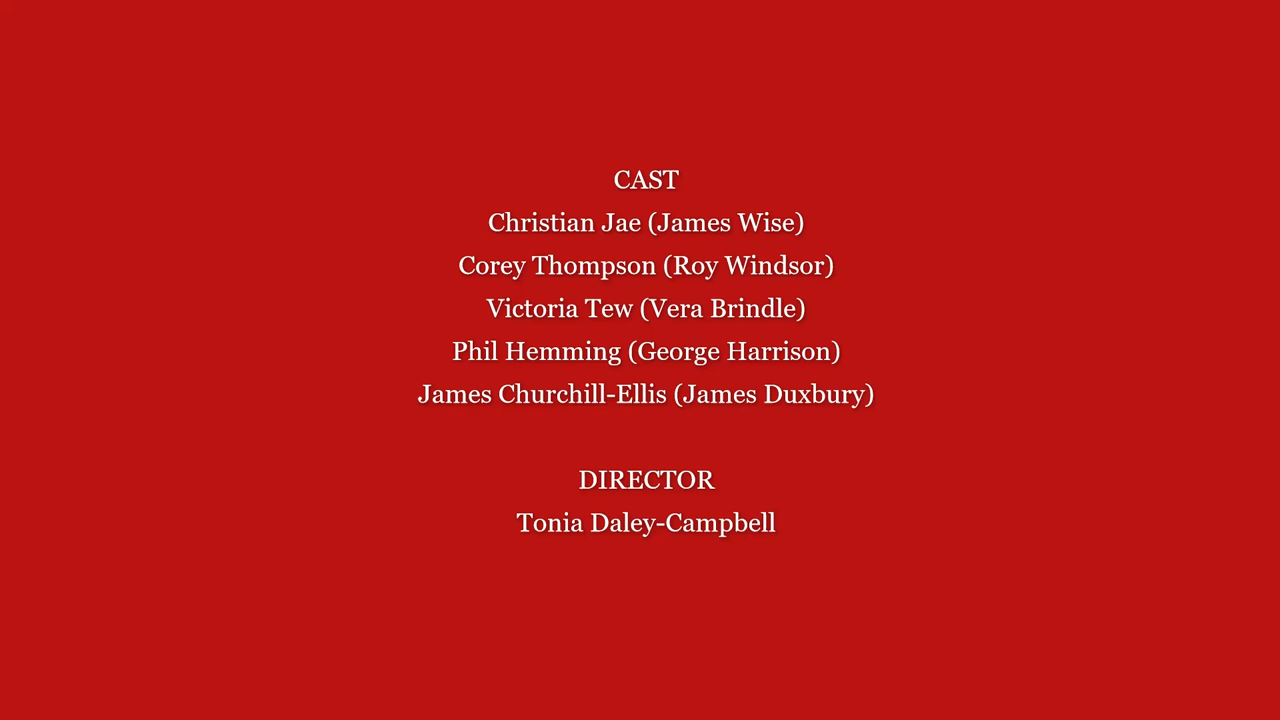 CAST
Christian Jae (James Wise)
Corey Thompson (Roy Windsor)
Victoria Tew (Vera Brindle)
Phil Hemming (George Harrison)
James Churchill-Ellis (James Duxbury)
DIRECTOR
Tonia Daley-Campbell